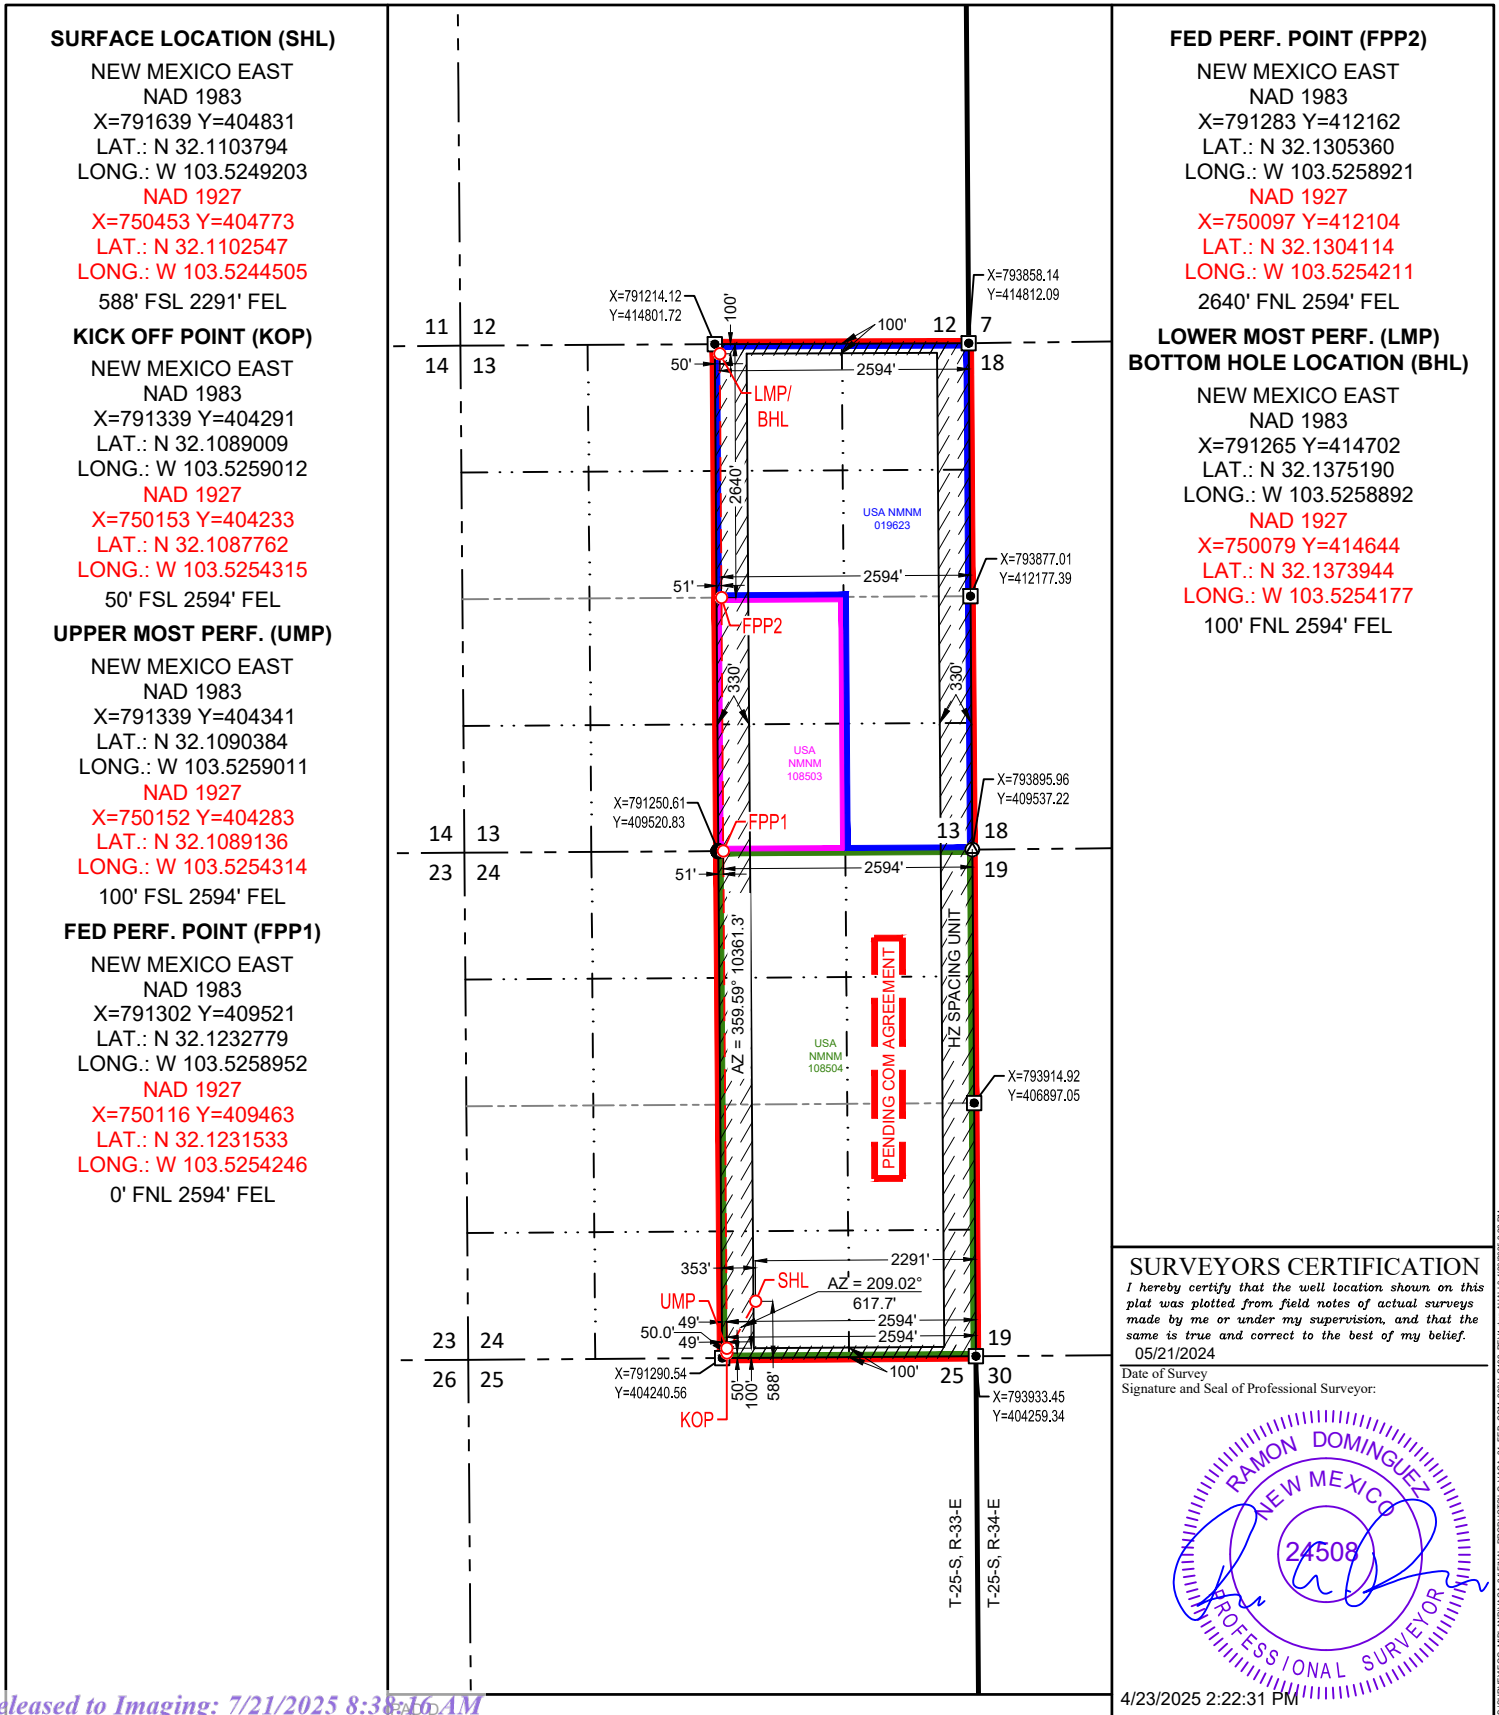 SURFACE LOCATION (SHL)
NEW MEXICO EAST
NAD 1983
X=791639 Y=404831
LAT.: N 32.1103794
LONG.: W 103.5249203
NAD 1927
X=750453 Y=404773
LAT.: N 32.1102547
LONG.: W 103.5244505
588' FSL 2291' FEL
KICK OFF POINT (KOP)
NEW MEXICO EAST
NAD 1983
X=791339 Y=404291
LAT.: N 32.1089009
LONG.: W 103.5259012
NAD 1927
X=750153 Y=404233
LAT.: N 32.1087762
LONG.: W 103.5254315
50' FSL 2594' FEL
UPPER MOST PERF. (UMP)
NEW MEXICO EAST
NAD 1983
X=791339 Y=404341
LAT.: N 32.1090384
LONG.: W 103.5259011
NAD 1927
X=750152 Y=404283
LAT.: N 32.1089136
LONG.: W 103.5254314
100' FSL 2594' FEL
FED PERF. POINT (FPP1)
NEW MEXICO EAST
NAD 1983
X=791302 Y=409521
LAT.: N 32.1232779
LONG.: W 103.5258952
NAD 1927
X=750116 Y=409463
LAT.: N 32.1231533
LONG.: W 103.5254246
0' FNL 2594' FEL
X=791214.12
Y=414801.72
100'
X=793858.14
Y=414812.09
11 12
100'
12 7
14 13
50'
2594'
18
LMP/
BHL
2640'
USA NMNM
019623
X=793877.01
Y=412177.39
51'
2594'
FPP2
330'
330'
USA
NMNM
108503
X=793895.96
Y=409537.22
X=791250.61
Y=409520.83
FPP1
14 13
13 18
23 24
51'
2594'
19
AZ = 359.59° 10361.3'
HZ SPACING UNIT
PENDING COM AGREEMENT
USA
NMNM
108504
X=793914.92
Y=406897.05
353'
2291'
SHL
AZ = 209.02°
617.7'
UMP
49'
2594'
50.0'
49'
2594'
23 24
19
26 25
X=791290.54
Y=404240.56
50'
100'
588'
100'
25 30
X=793933.45
Y=404259.34
KOP
T-25-S, R-33-E
T-25-S, R-34-E
FED PERF. POINT (FPP2)
NEW MEXICO EAST
NAD 1983
X=791283 Y=412162
LAT.: N 32.1305360
LONG.: W 103.5258921
NAD 1927
X=750097 Y=412104
LAT.: N 32.1304114
LONG.: W 103.5254211
2640' FNL 2594' FEL
LOWER MOST PERF. (LMP)
BOTTOM HOLE LOCATION (BHL)
NEW MEXICO EAST
NAD 1983
X=791265 Y=414702
LAT.: N 32.1375190
LONG.: W 103.5258892
NAD 1927
X=750079 Y=414644
LAT.: N 32.1373944
LONG.: W 103.5254177
100' FNL 2594' FEL
SURVEYORS CERTIFICATION
I hereby certify that the well location shown on this
plat was plotted from field notes of actual surveys
made by me or under my supervision, and that the
same is true and correct to the best of my belief.
05/21/2024
Date of Survey
Signature and Seal of Professional Surveyor:
RAMON DOMINGUEZ
NEW MEXICO
24508
PROFESSIONAL SURVEYOR
4/23/2025 2:22:31 PM
eleased to Imaging: 7/21/2025 8:38:16 AM